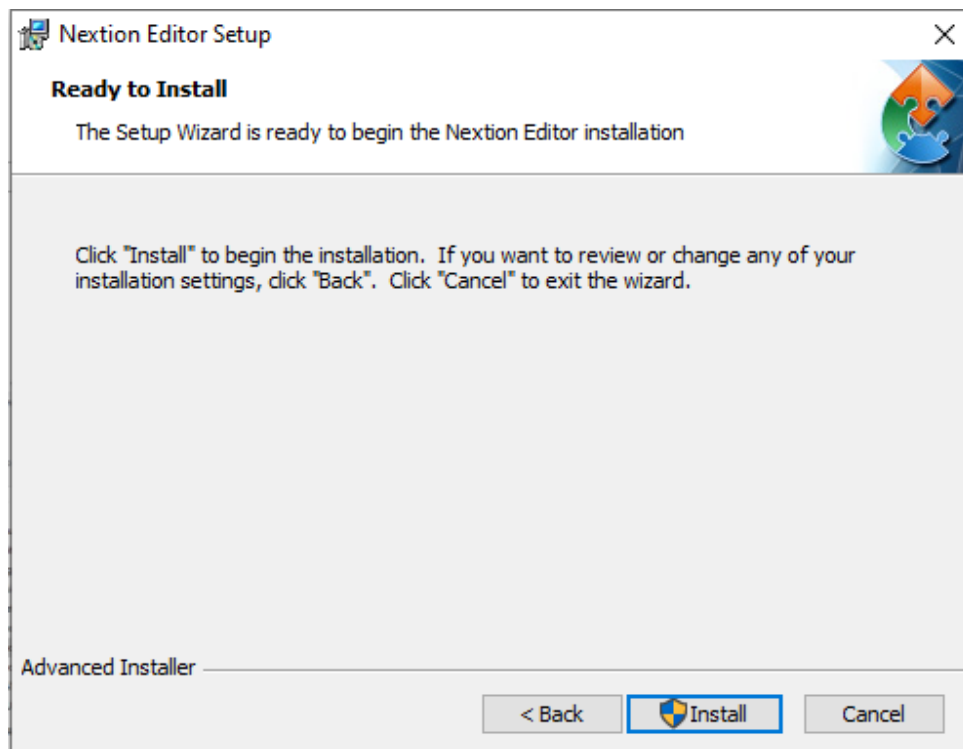 Nextion Editor Setup
Ready to Install
The Setup Wizard is ready to begin the Nextion Editor installation
Click "Install" to begin the installation.  If you want to review or change any of your
installation settings, click "Back".  Click "Cancel" to exit the wizard.
Advanced Installer
< Back
Install
Cancel